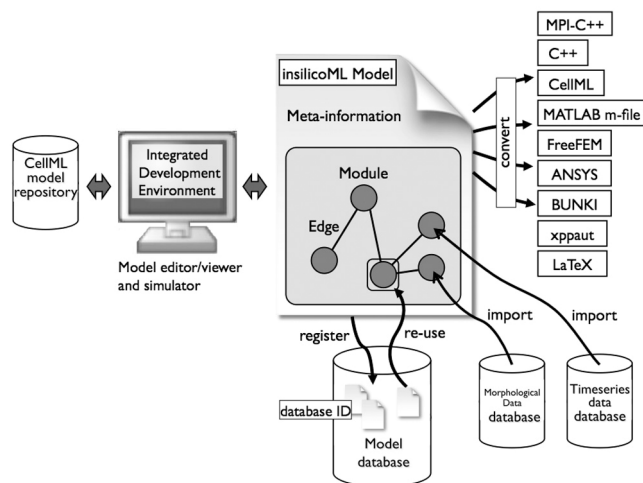 insilicoML Model
Meta-information
Module
Edge
CellML
model
repository
Integrated
Development
Environment
Model editor/viewer
and simulator
convert
MPI-C++
C++
CellML
MATLAB m-file
FreeFEM
ANSYS
BUNKI
xppaut
LaTeX
register
re-use
import
import
database ID
Model
database
Morphological Data
database
Timeseries
data
database